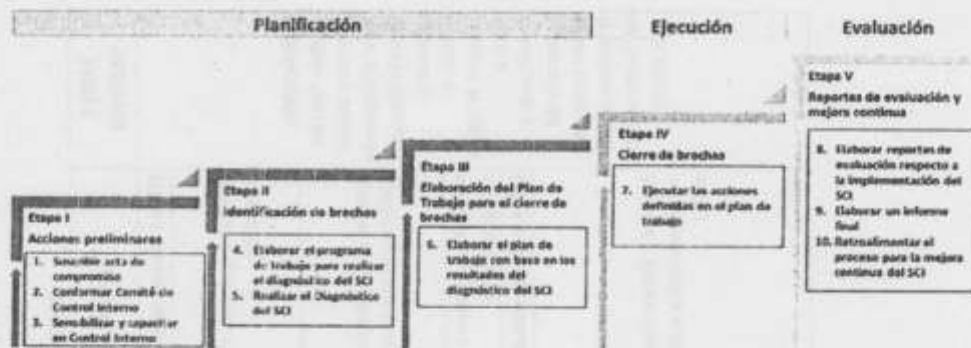 Planificación
Ejecución
Evaluación
Etapa I
Acciones preliminares
1. Suscribir acta de
compromiso
2. Conformar Comité de
Control Interno
3. Sensibilizar y capacitar
en Control Interno
Etapa II
Identificación de brechas
4. Elaborar el programa
de trabajo para realizar
el diagnóstico del SCI
5. Realizar el Diagnóstico
del SCI
Etapa III
Elaboración del Plan de
Trabajo para el cierre de
brechas
6. Elaborar el plan de
trabajo con base en los
resultados del
diagnóstico del SCI
Etapa IV
Cierre de brechas
7. Ejecutar las acciones
definidas en el plan de
trabajo
Etapa V
Reportes de evaluación y
mejora continua
8. Elaborar reportes de
evaluación respecto a
la implementación del
SCI
9. Elaborar un informe
final
10. Retroalimentar el
proceso para la mejora
continua del SCI